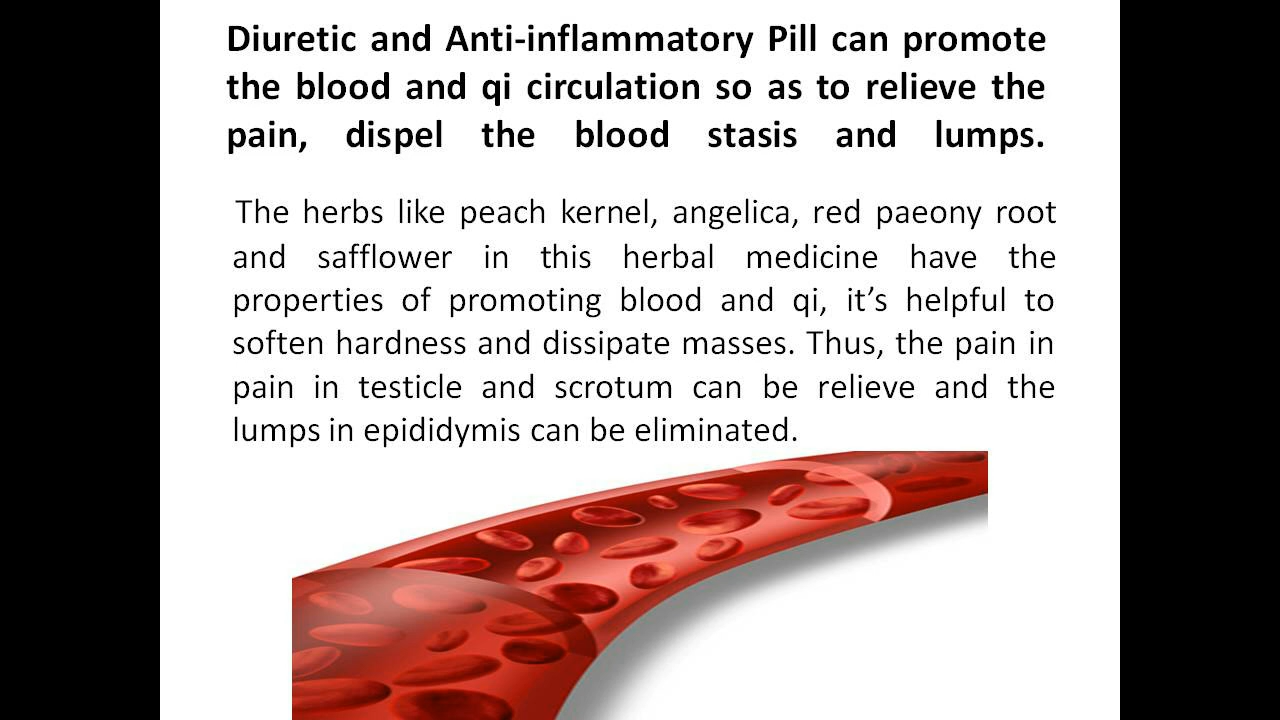 Diuretic and Anti-inflammatory Pill can promote
the blood and qi circulation so as to relieve the
pain, dispel the blood stasis and lumps.
The herbs like peach kernel, angelica, red paeony root
and safflower in this herbal medicine have the
properties of promoting blood and qi, it’s helpful to
soften hardness and dissipate masses. Thus, the pain in
pain in testicle and scrotum can be relieve and the
lumps in epididymis can be eliminated.